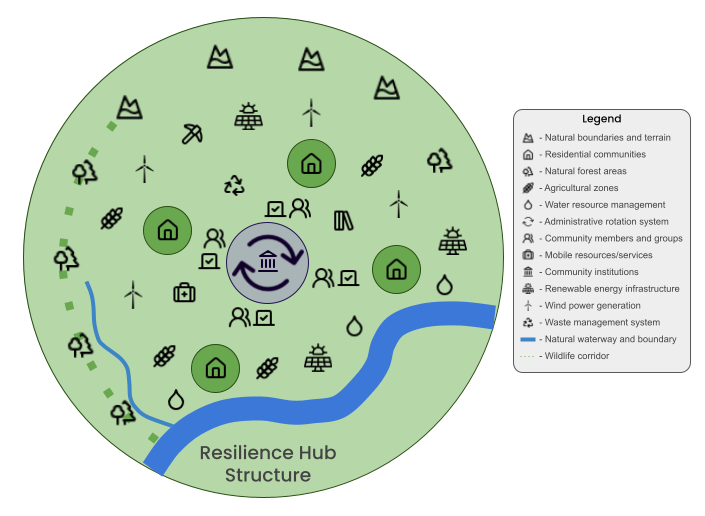 Legend
- Natural boundaries and terrain
- Residential communities
- Natural forest areas
- Agricultural zones
- Water resource management
- Administrative rotation system
- Community members and groups
- Mobile resources/services
- Community institutions
- Renewable energy infrastructure
- Wind power generation
- Waste management system
- Natural waterway and boundary
- Wildlife corridor
Resilience Hub
Structure